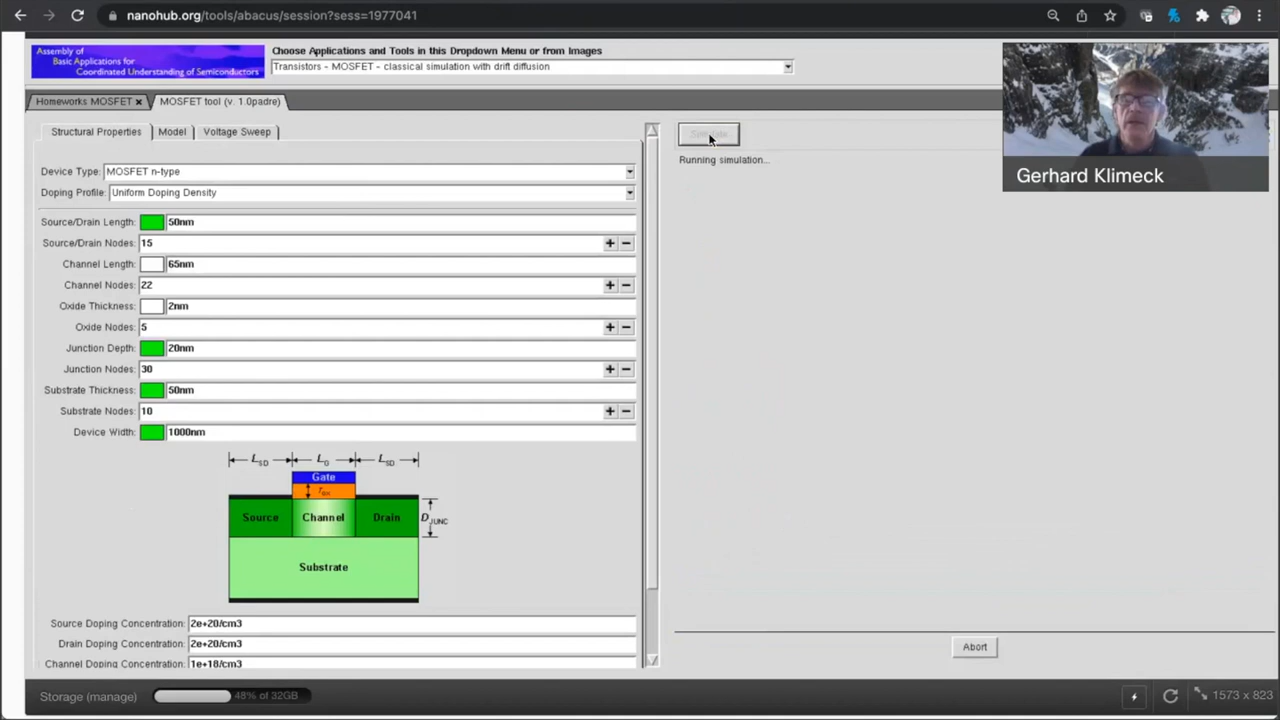 nanohub.org/tools/abacus/session?sess=1977041
Assembly of
Basic Applications for
Coordinated Understanding of Semiconductors
Choose Applications and Tools in this Dropdown Menu or from Images
Transistors - MOSFET - classical simulation with drift diffusion
Homeworks MOSFET ×
MOSFET tool (v. 1.0padre)
Structural Properties
Model
Voltage Sweep
Device Type: MOSFET n-type
Doping Profile: Uniform Doping Density
Source/Drain Length: 50nm
Source/Drain Nodes: 15
Channel Length: 65nm
Channel Nodes: 22
Oxide Thickness: 2nm
Oxide Nodes: 5
Junction Depth: 20nm
Junction Nodes: 30
Substrate Thickness: 50nm
Substrate Nodes: 10
Device Width: 1000nm
LSD LG LSD
Gate
TOX
Source Channel Drain DJUNC
Substrate
Source Doping Concentration: 2e+20/cm3
Drain Doping Concentration: 2e+20/cm3
Channel Doping Concentration: 1e+18/cm3
Simulate
Running simulation...
Gerhard Klimeck
Abort
Storage (manage) 48% of 32GB
1573 x 823